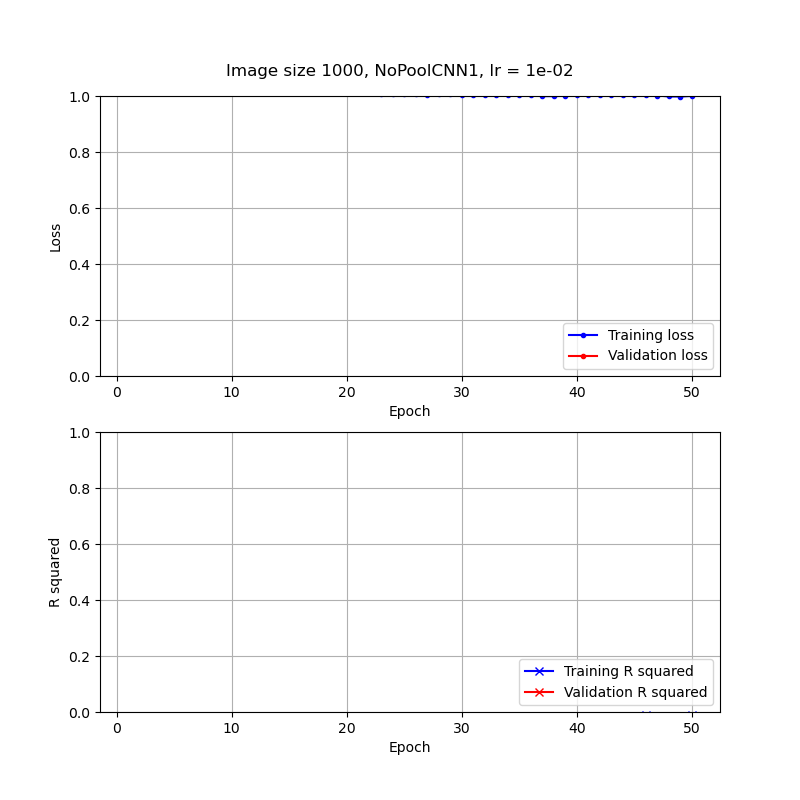 Image size 1000, NoPoolCNN1, lr = 1e-02
1.0
0.8
0.6
0.4
0.2
0.0
Loss
Training loss
Validation loss
0 10 20 30 40 50
Epoch
1.0
0.8
0.6
0.4
0.2
0.0
R squared
Training R squared
Validation R squared
0 10 20 30 40 50
Epoch